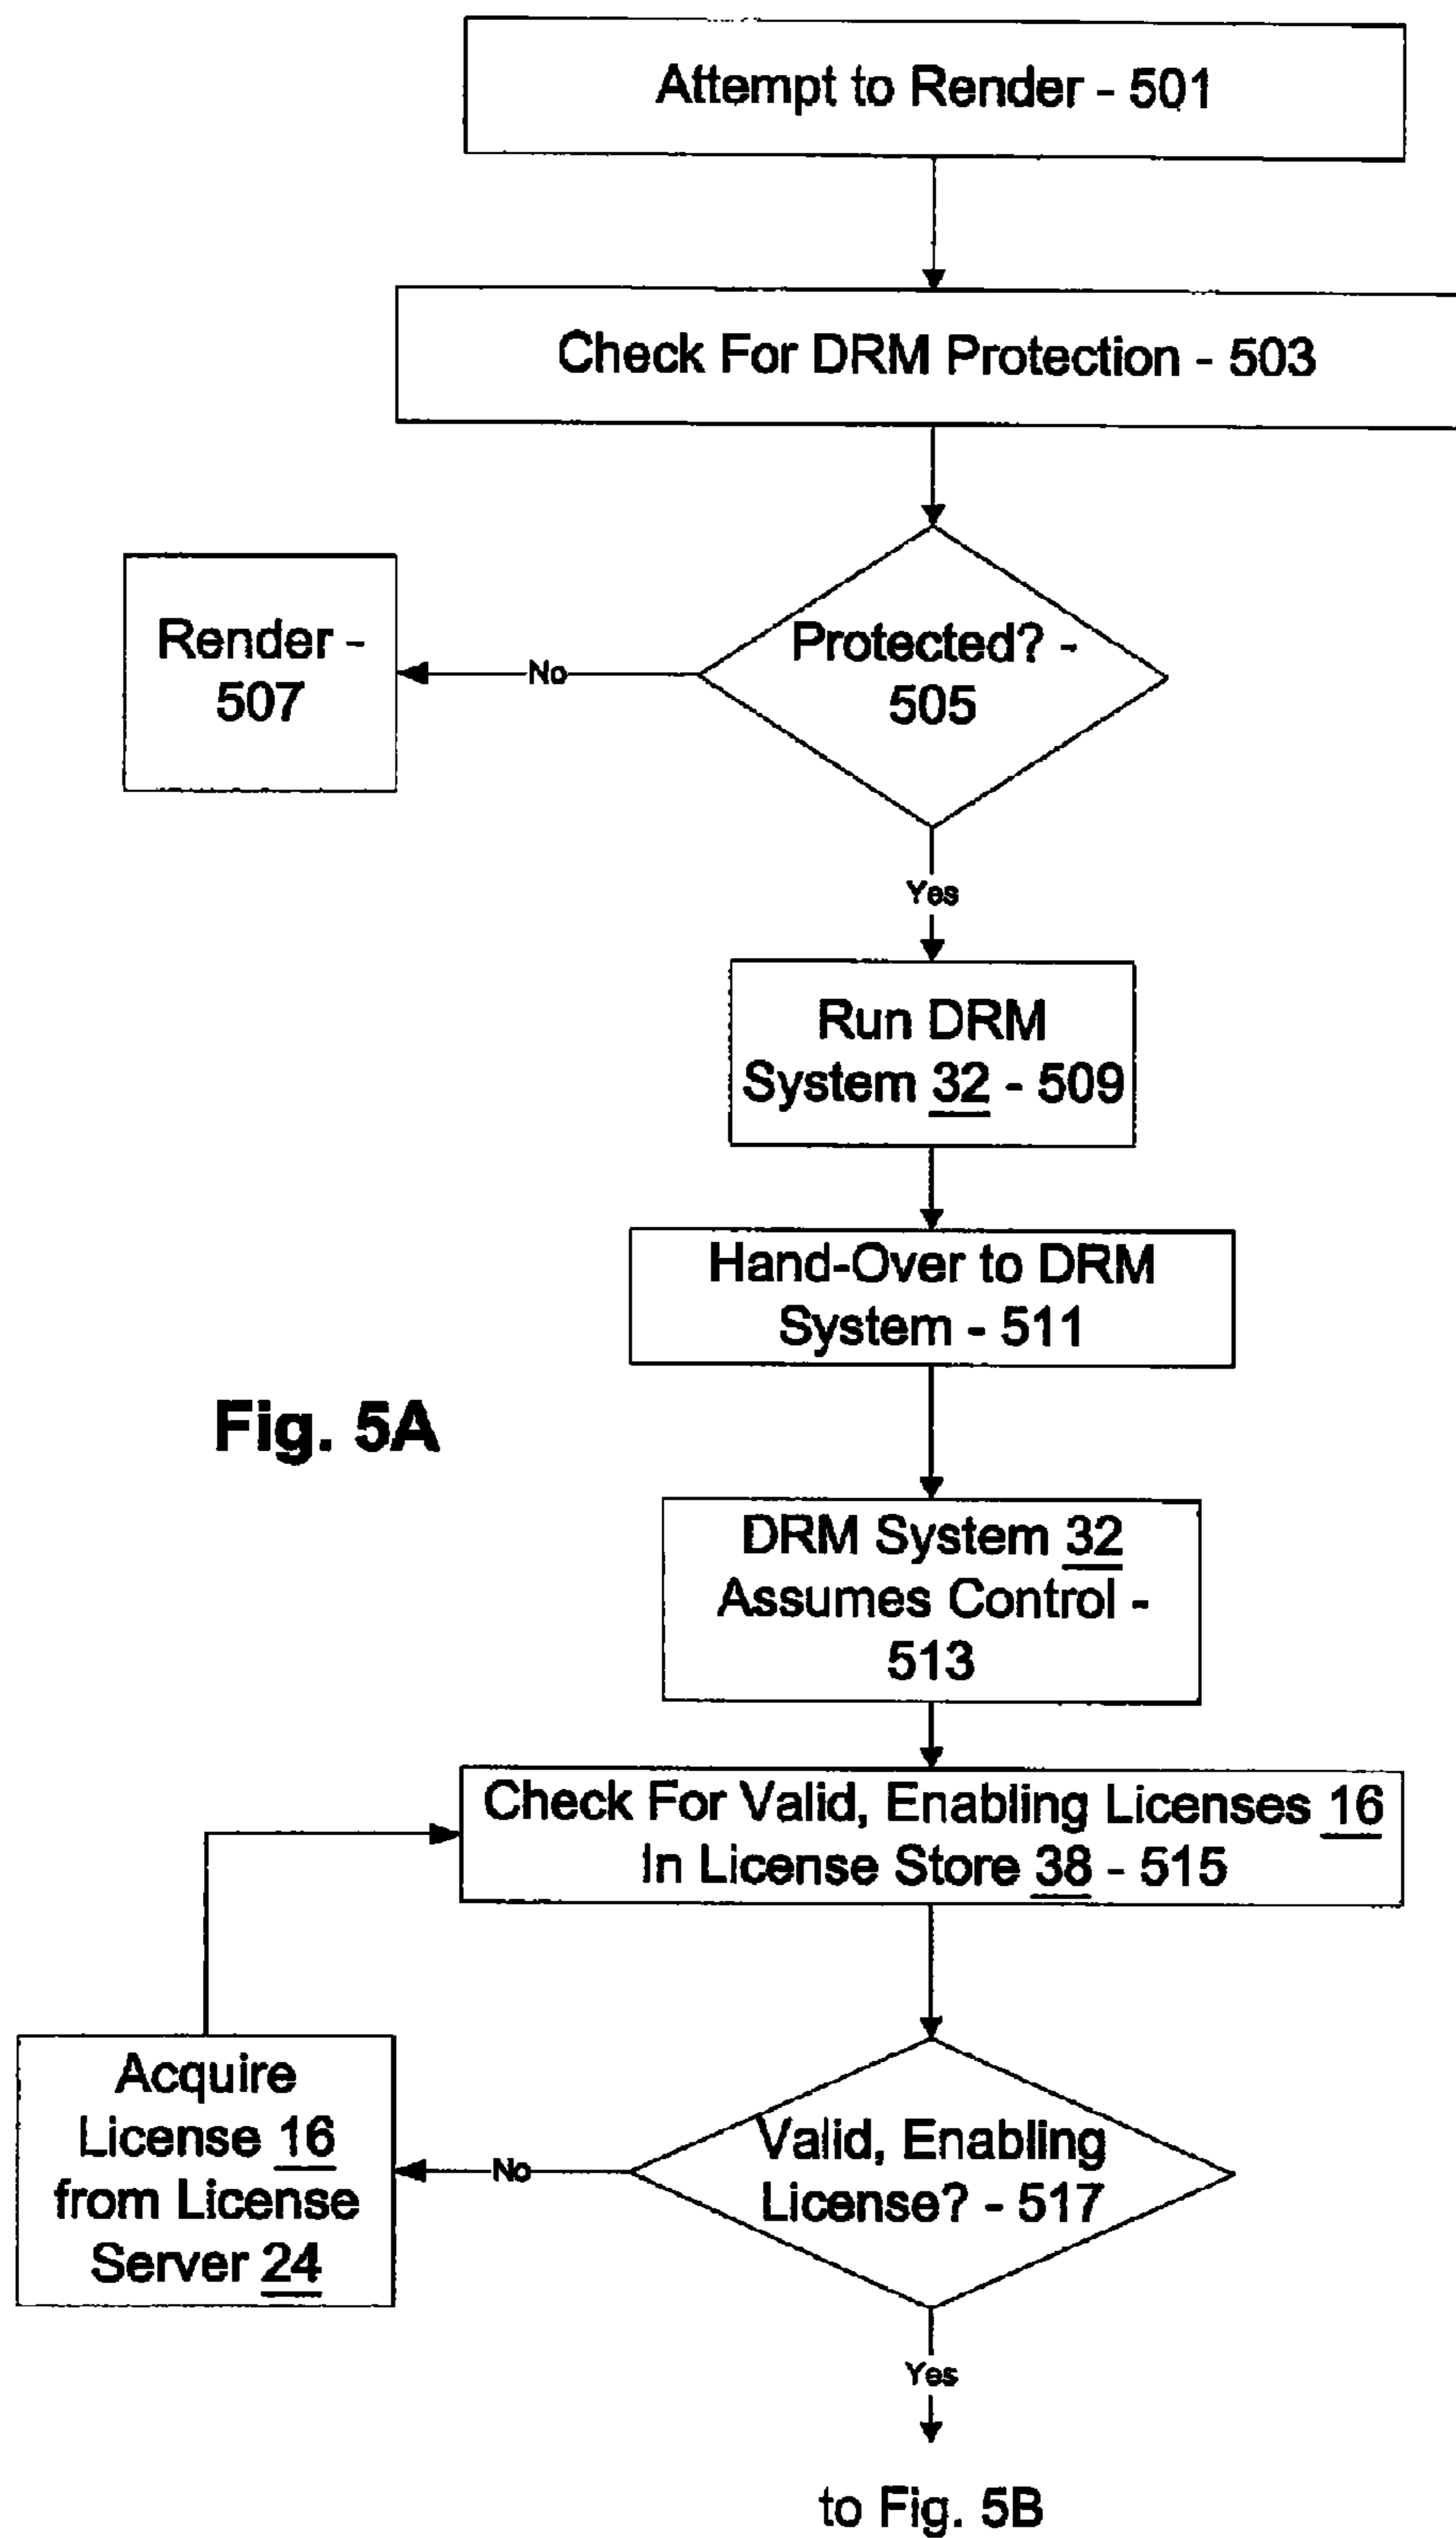 Attempt to Render - 501
Check For DRM Protection - 503
Render -
507
No
Protected? -
505
Yes
Run DRM
System 32 - 509
Hand-Over to DRM
System - 511
Fig. 5A
DRM System 32
Assumes Control -
513
Check For Valid, Enabling Licenses 16
In License Store 38 - 515
Acquire
License 16
from License
Server 24
No
Valid, Enabling
License? - 517
Yes
to Fig. 5B